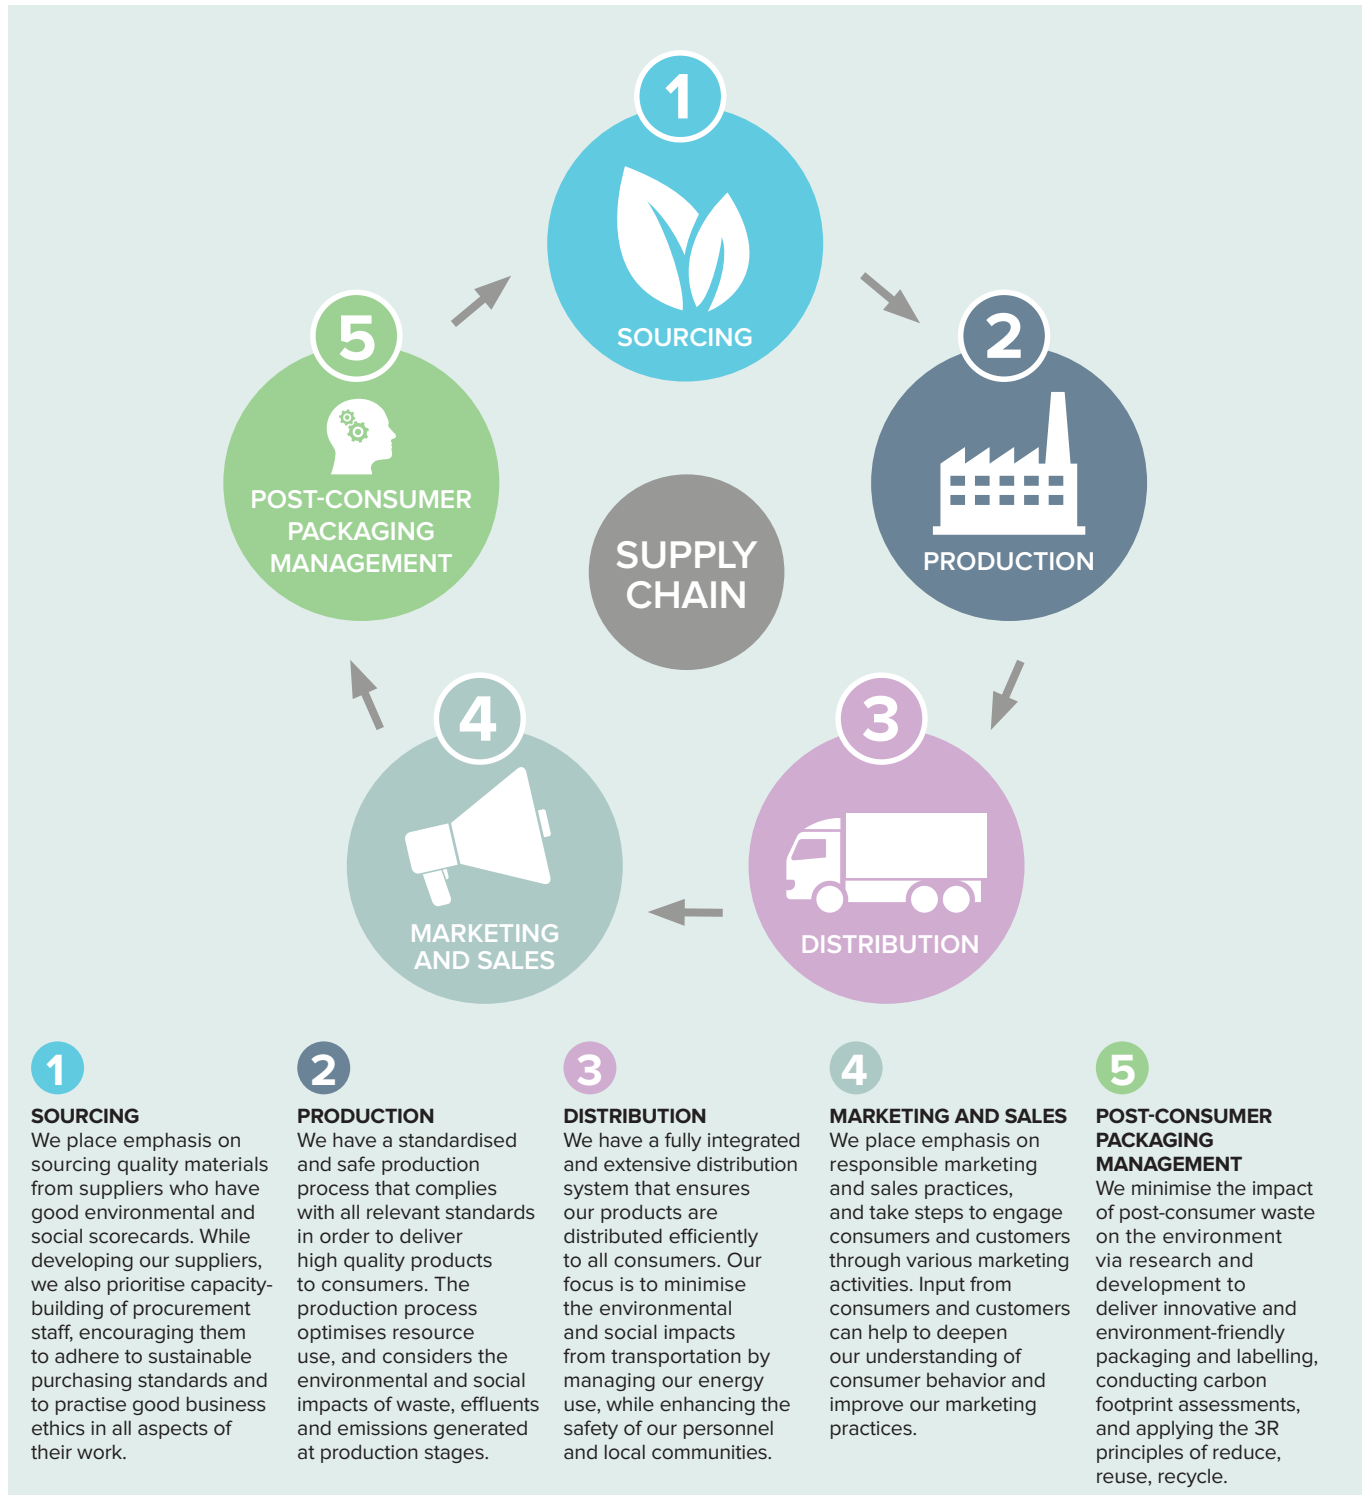 1
SOURCING
2
PRODUCTION
3
DISTRIBUTION
4
MARKETING
AND SALES
5
POST-CONSUMER
PACKAGING
MANAGEMENT
SUPPLY
CHAIN
1
SOURCING
We place emphasis on
sourcing quality materials
from suppliers who have
good environmental and
social scorecards. While
developing our suppliers,
we also prioritise capacity-
building of procurement
staff, encouraging them
to adhere to sustainable
purchasing standards and
to practise good business
ethics in all aspects of
their work.
2
PRODUCTION
We have a standardised
and safe production
process that complies
with all relevant standards
in order to deliver
high quality products
to consumers. The
production process
optimises resource
use, and considers the
environmental and social
impacts of waste, effluents
and emissions generated
at production stages.
3
DISTRIBUTION
We have a fully integrated
and extensive distribution
system that ensures
our products are
distributed efficiently
to all consumers. Our
focus is to minimise
the environmental
and social impacts
from transportation by
managing our energy
use, while enhancing the
safety of our personnel
and local communities.
4
MARKETING AND SALES
We place emphasis on
responsible marketing
and sales practices,
and take steps to engage
consumers and customers
through various marketing
activities. Input from
consumers and customers
can help to deepen
our understanding of
consumer behavior and
improve our marketing
practices.
5
POST-CONSUMER
PACKAGING
MANAGEMENT
We minimise the impact
of post-consumer waste
on the environment
via research and
development to
deliver innovative and
environment-friendly
packaging and labelling,
conducting carbon
footprint assessments,
and applying the 3R
principles of reduce,
reuse, recycle.